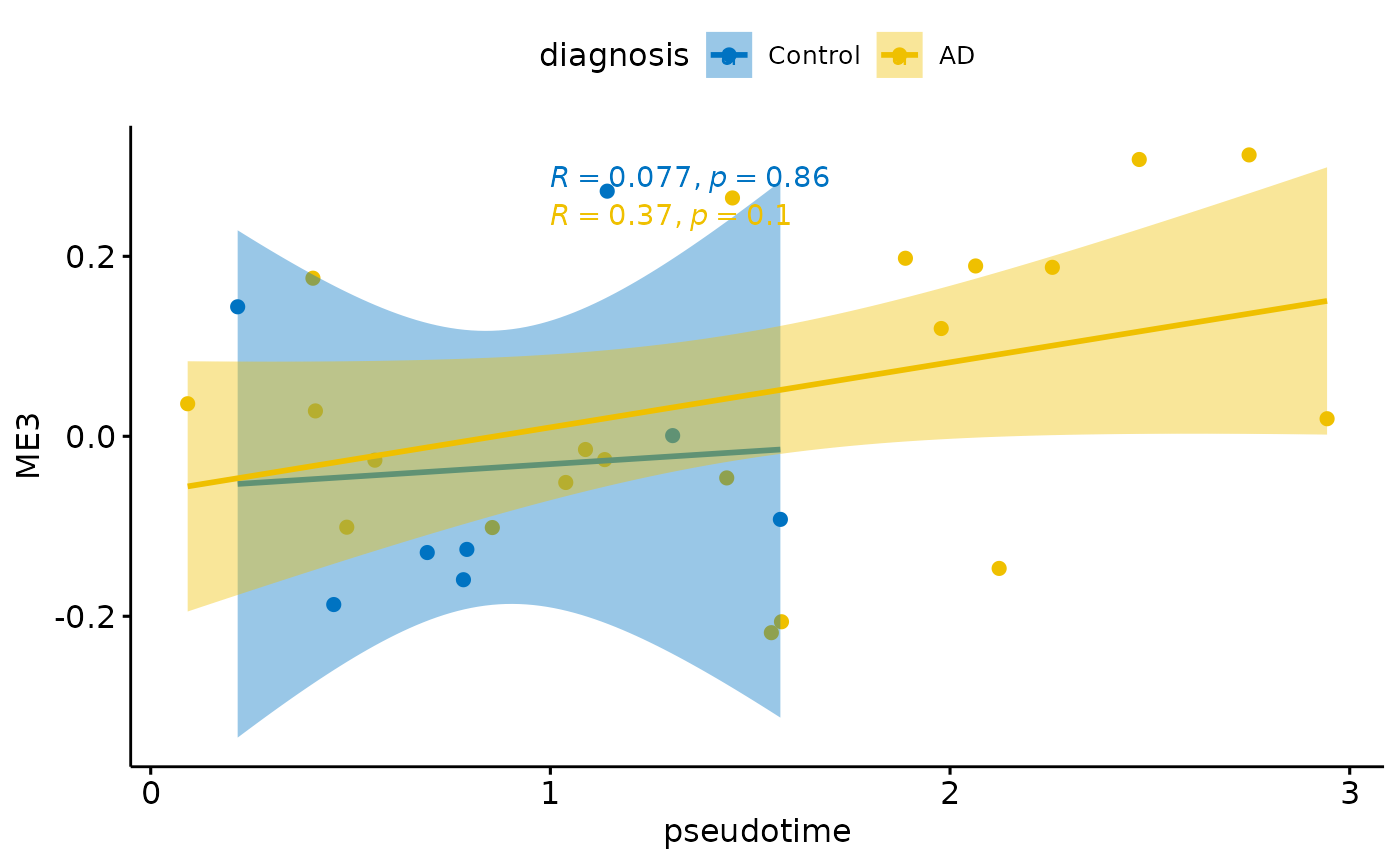 diagnosis Control AD
R = 0.077, p = 0.86
R = 0.37, p = 0.1
0.2
0.0
-0.2
ME3
0 1 2 3
pseudotime